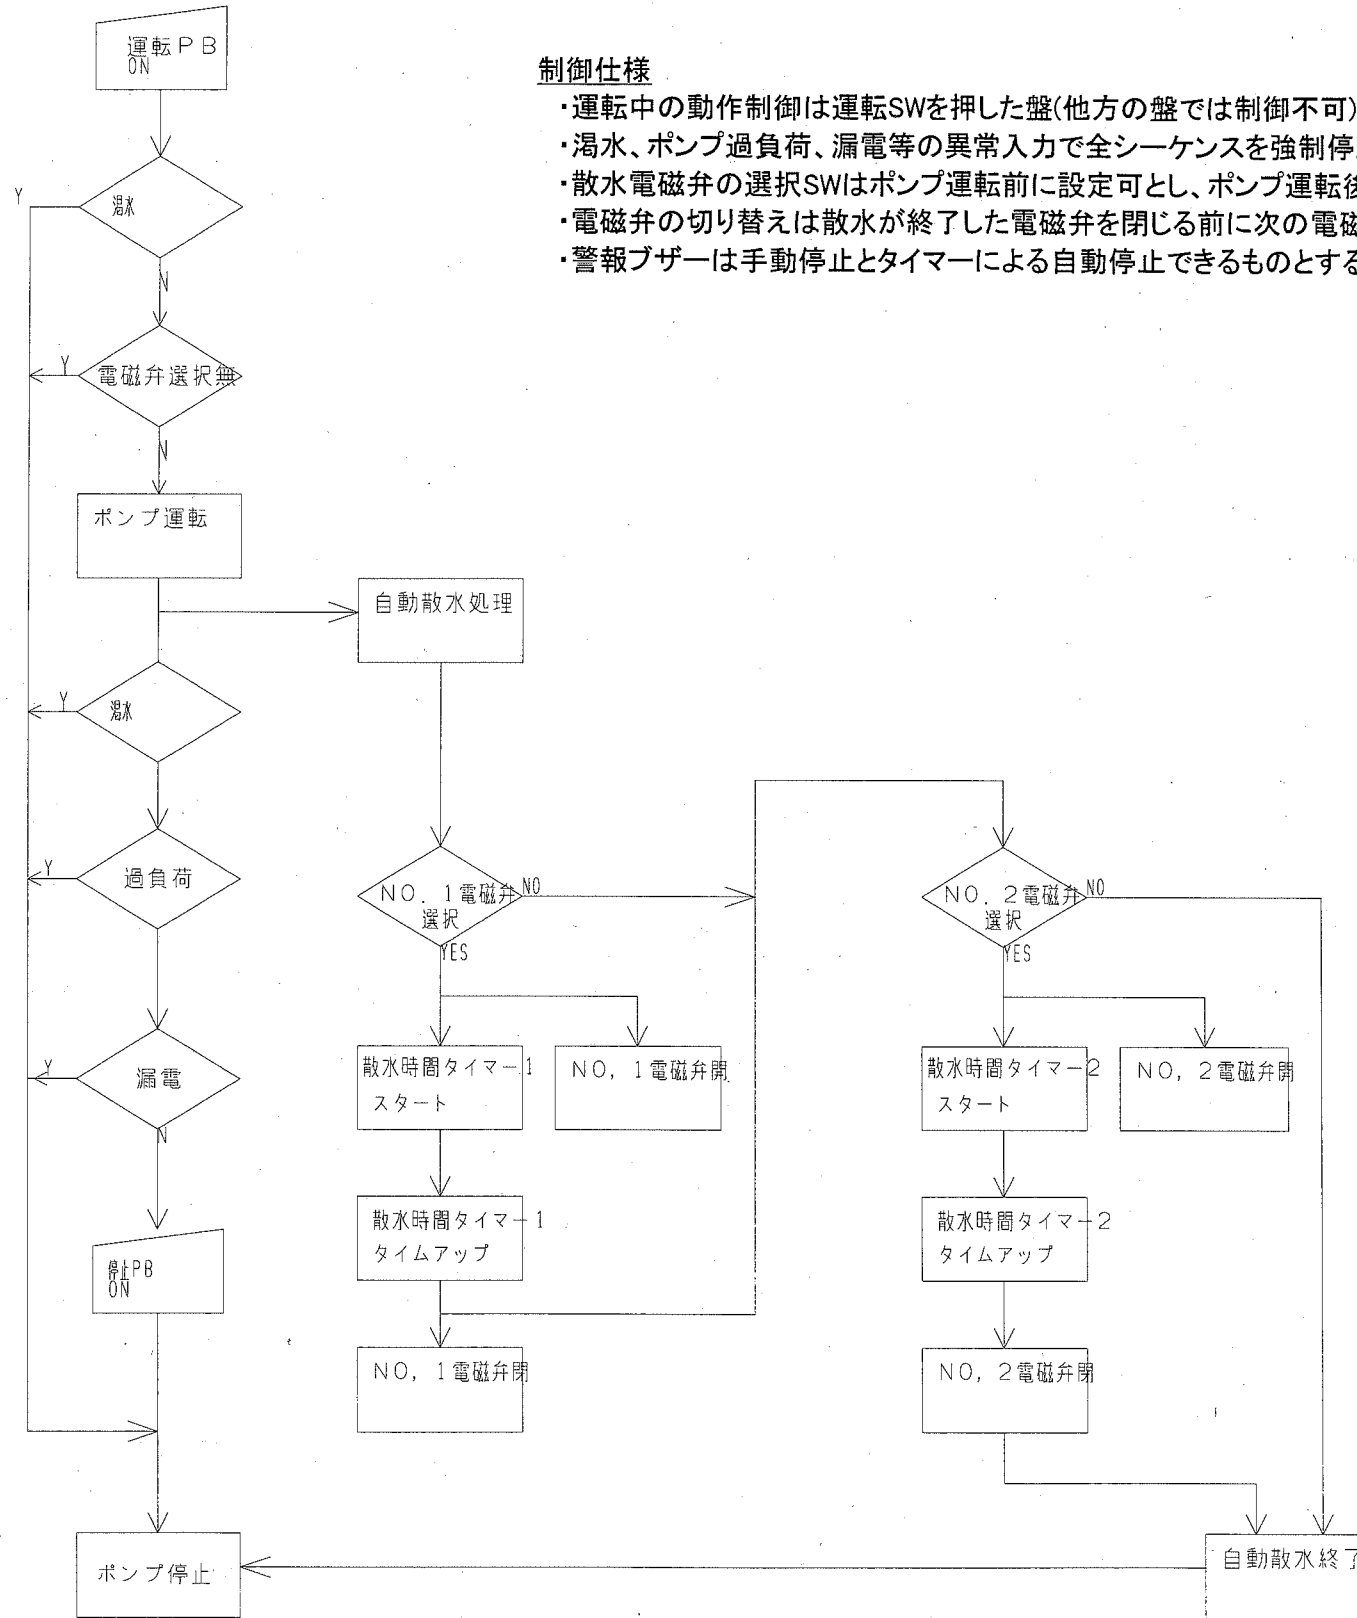 運転PB
ON
制御仕様
・運転中の動作制御は運転SWを押した盤(他方の盤では制御不可)
・渇水、ポンプ過負荷、漏電等の異常入力で全シーケンスを強制停
・散水電磁弁の選択SWはポンプ運転前に設定可とし、ポンプ運転後
・電磁弁の切り替えは散水が終了した電磁弁を閉じる前に次の電磁
・警報ブザーは手動停止とタイマーによる自動停止できるものとする
Y
渇水
N
Y
電磁弁選択無
N
ポンプ運転
自動散水処理
Y
渇水
Y
過負荷
NO.1電磁弁
選択
NO
YES
NO.2電磁弁
選択
NO
YES
Y
漏電
N
散水時間タイマー1
スタート
NO,1電磁弁開
散水時間タイマー2
スタート
NO,2電磁弁開
散水時間タイマー1
タイムアップ
散水時間タイマー2
タイムアップ
停止PB
ON
NO,1電磁弁閉
NO,2電磁弁閉
ポンプ停止
自動散水終了